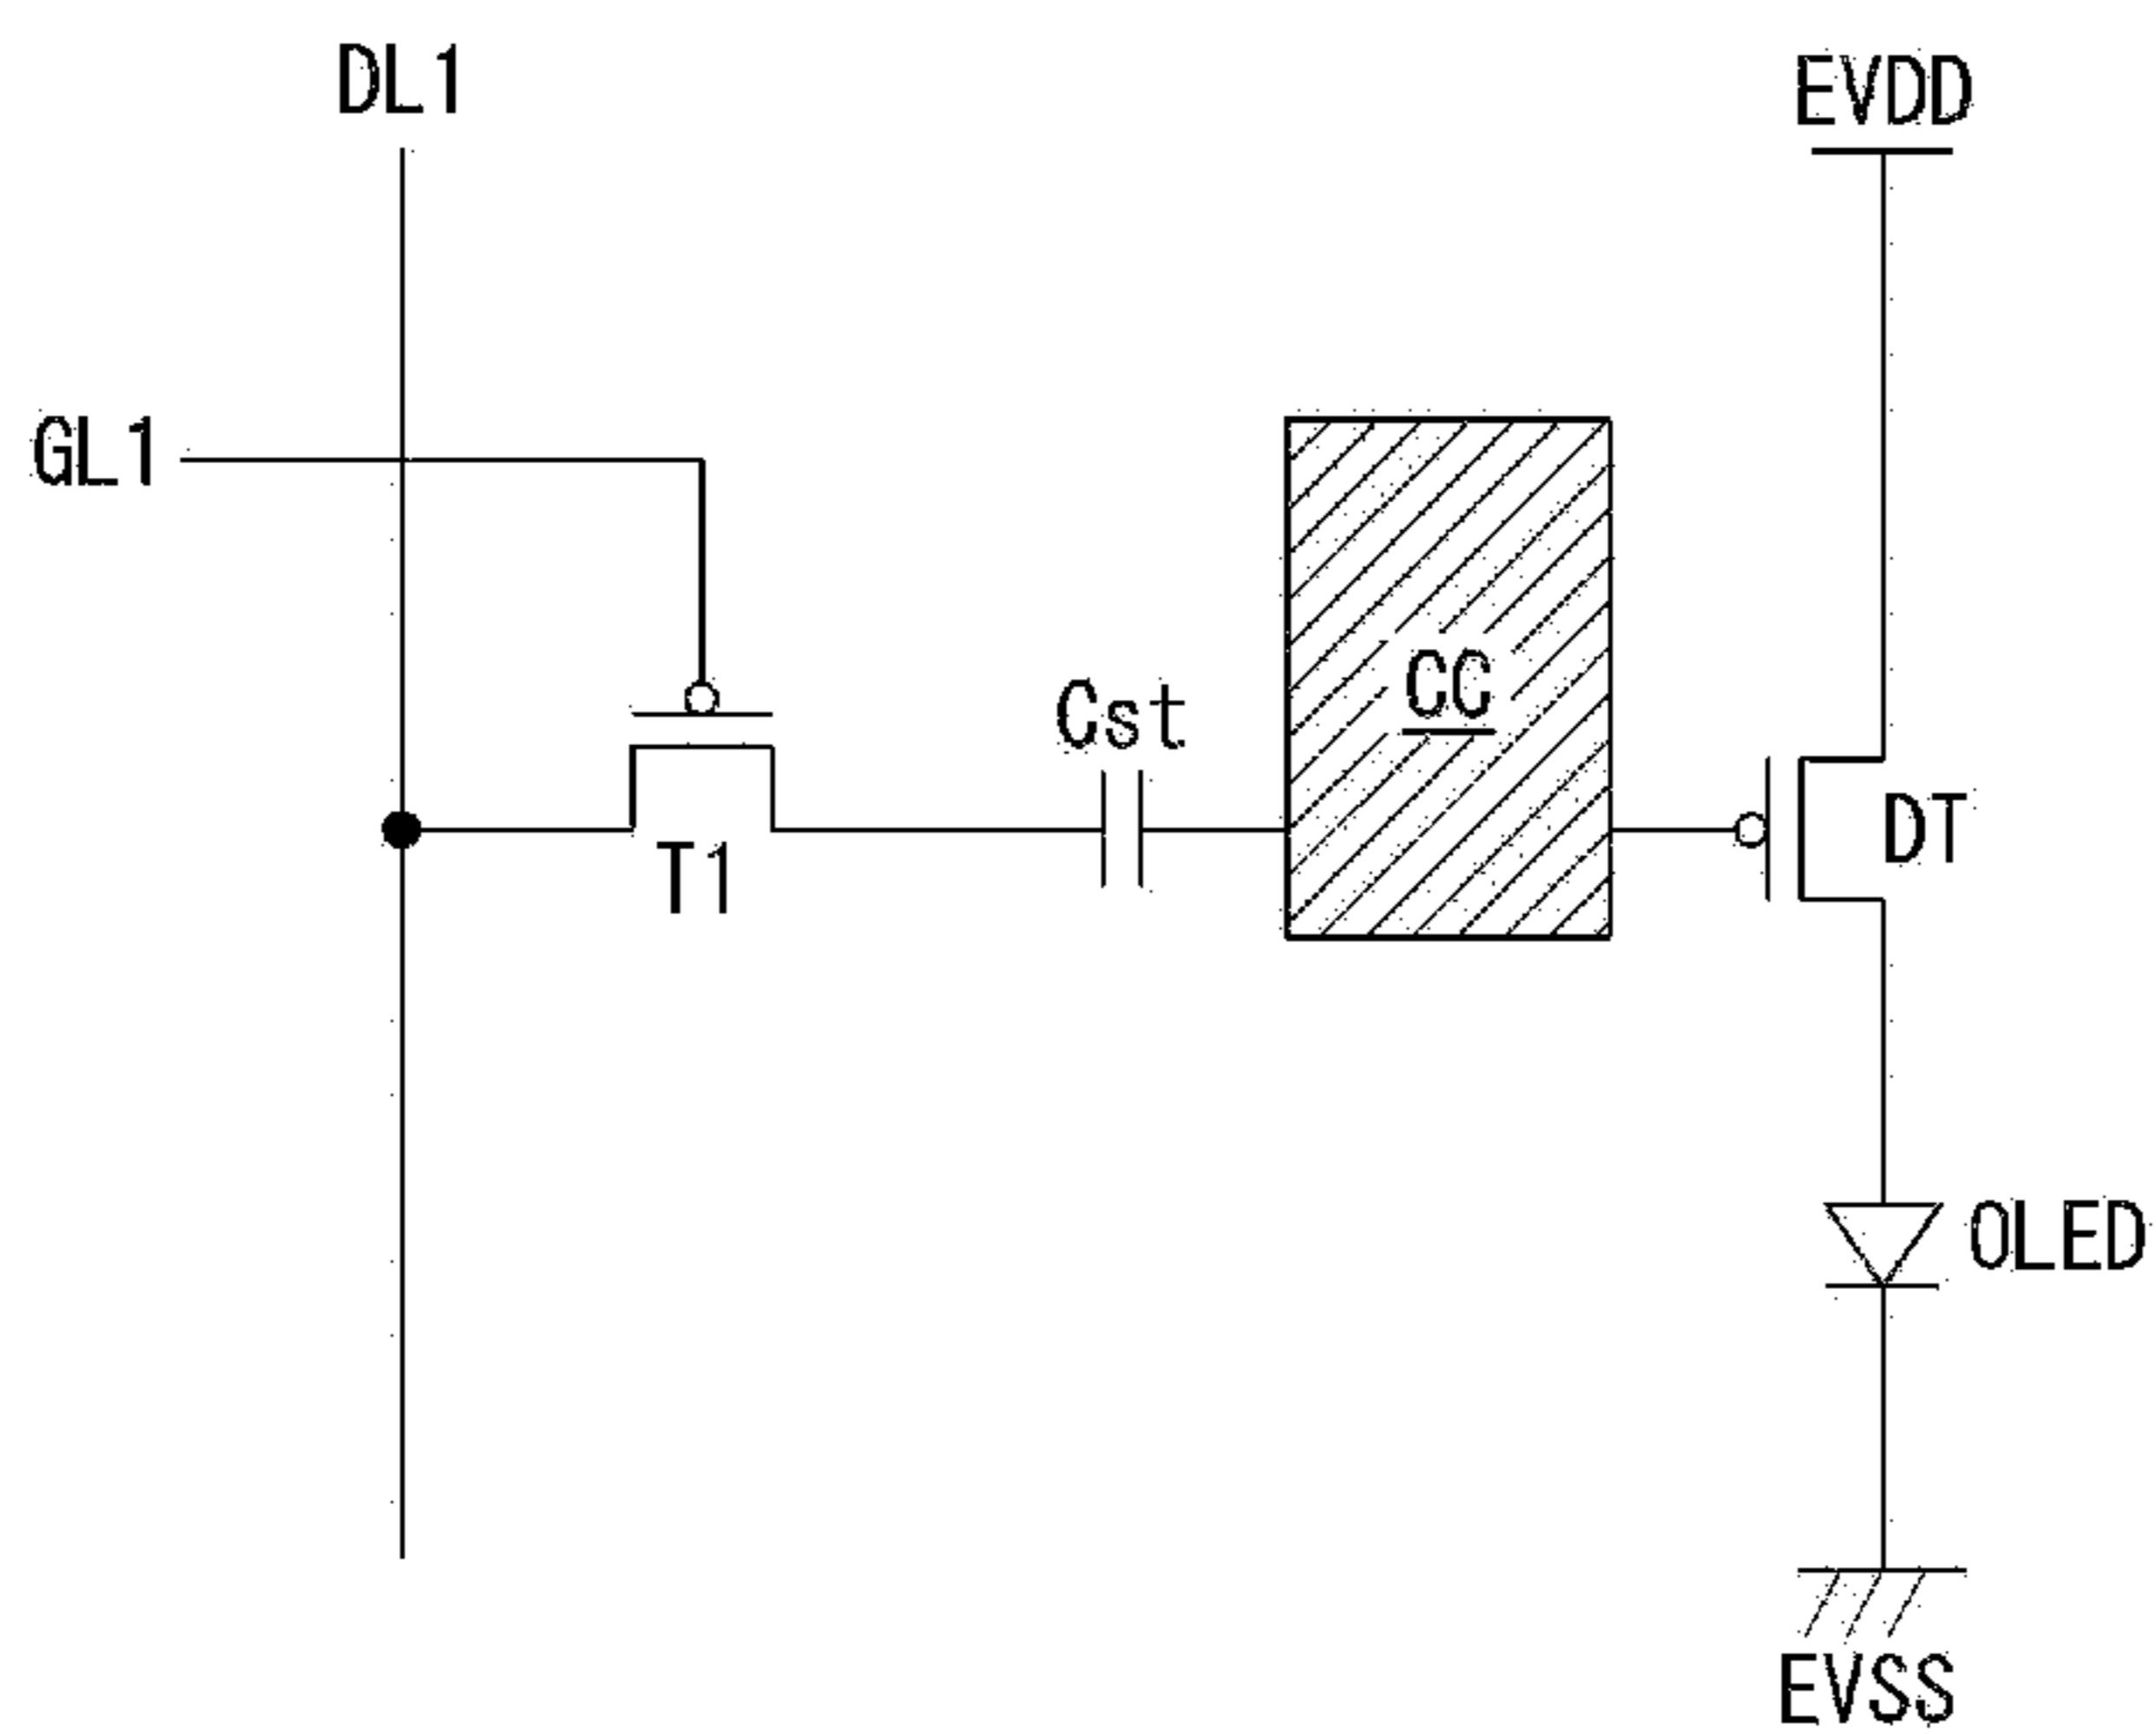 DL1
EVDD
GL1
Cst
CC
DT
T1
OLED
EVSS